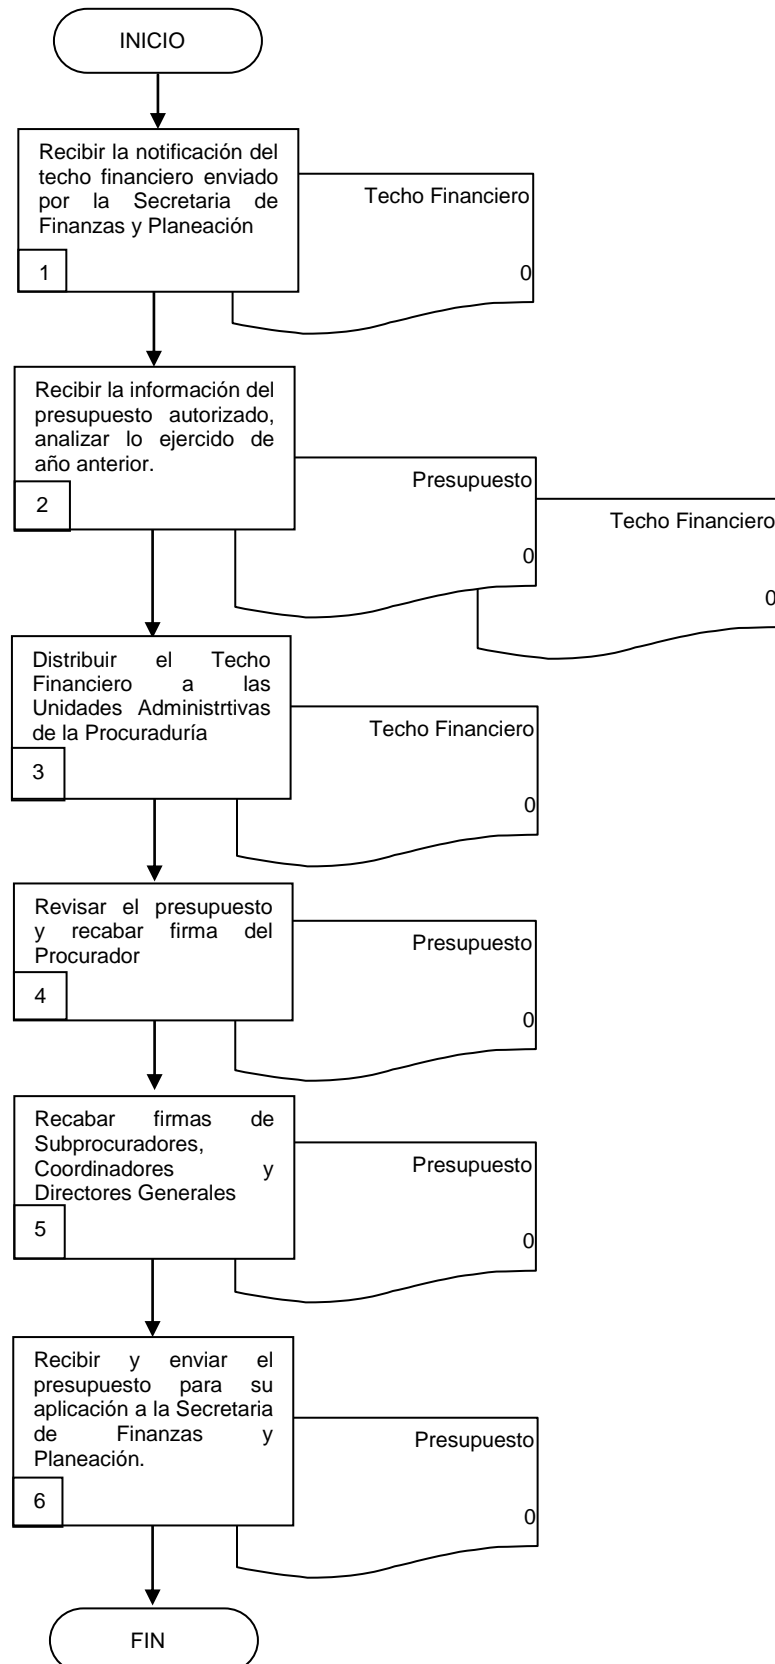 INICIO
Recibir la notificación del
techo financiero enviado
por la Secretaria de
Finanzas y Planeación
1
Techo Financiero
0
Recibir la información del
presupuesto autorizado,
analizar lo ejercido de
año anterior.
2
Presupuesto
0
Techo Financiero
0
Distribuir el Techo
Financiero a las
Unidades Administrtivas
de la Procuraduría
3
Techo Financiero
0
Revisar el presupuesto
y recabar firma del
Procurador
4
Presupuesto
0
Recabar firmas de
Subprocuradores,
Coordinadores y
Directores Generales
5
Presupuesto
0
Recibir y enviar el
presupuesto para su
aplicación a la Secretaria
de Finanzas y
Planeación.
6
Presupuesto
0
FIN